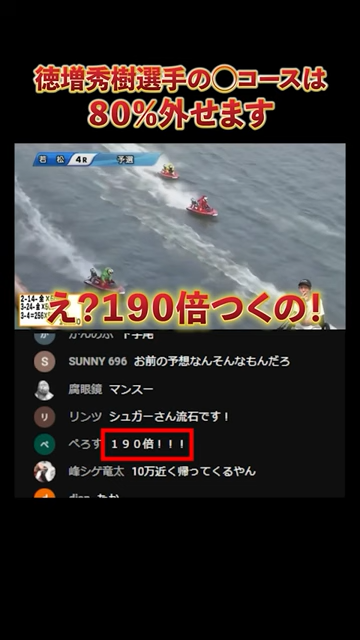 徳増秀樹選手の◯コースは
80%外せます
若松 4R 予選
え?190倍つくの!
SUNNY 696 お前の予想なんそんなもんだろ
腐眼鏡 マンスー
リ リンツ シュガーさん流石です!
ぺ ぺろす 190倍!!!
峰シゲ竜太 10万近く帰ってくるやん